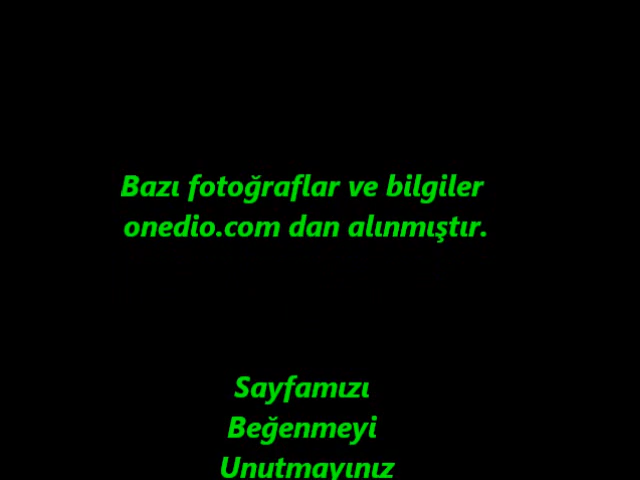 Bazı fotoğraflar ve bilgiler
onedio.com dan alınmıştır.
Sayfamızı
Beğenmeyi
Unutmayınız